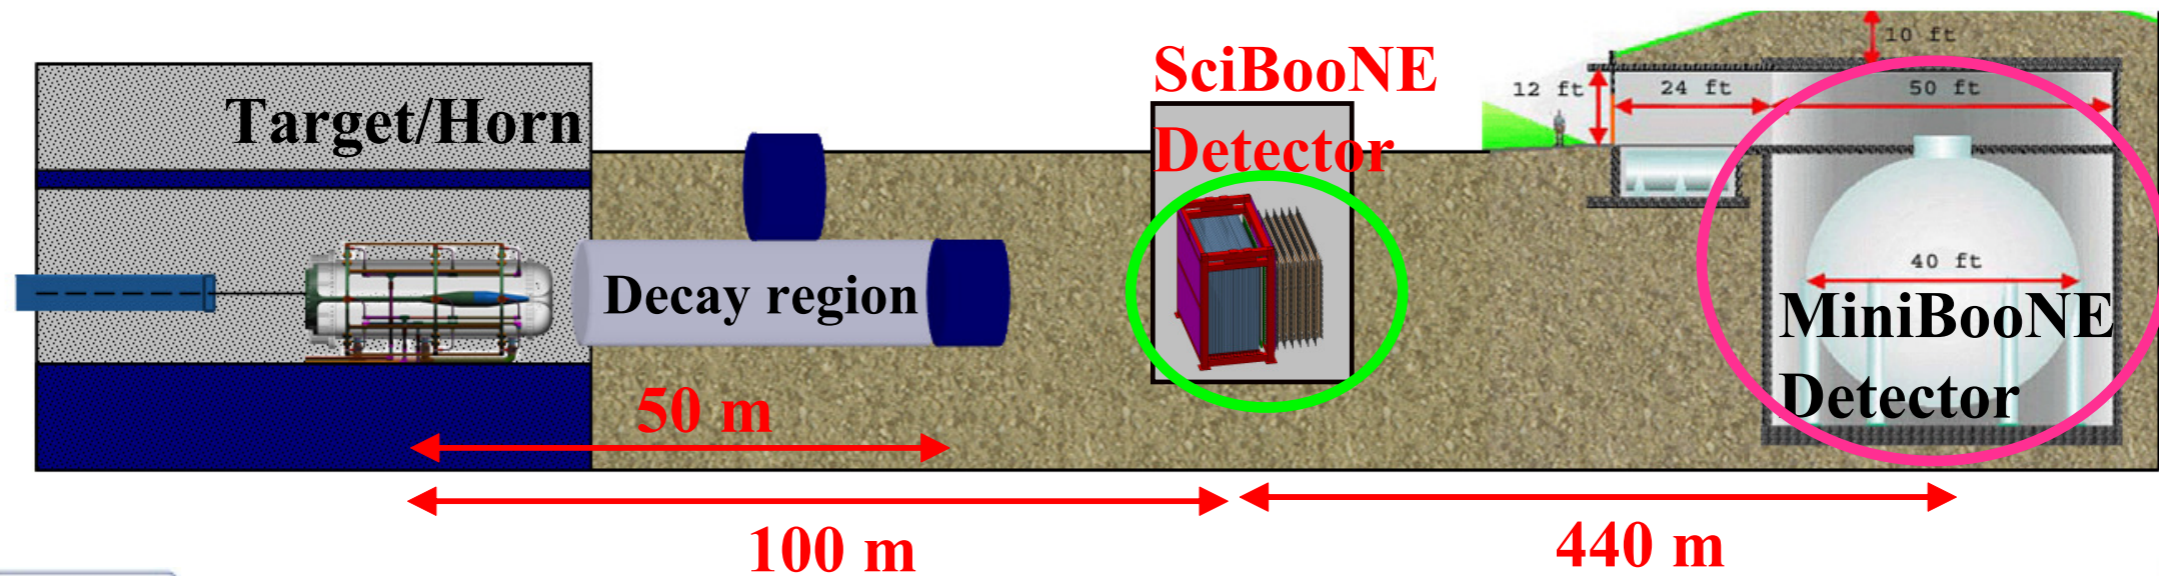 Target/Horn
SciBooNE
Detector
10 ft
12 ft
24 ft
50 ft
40 ft
Decay region
MiniBooNE
Detector
50 m
100 m
440 m